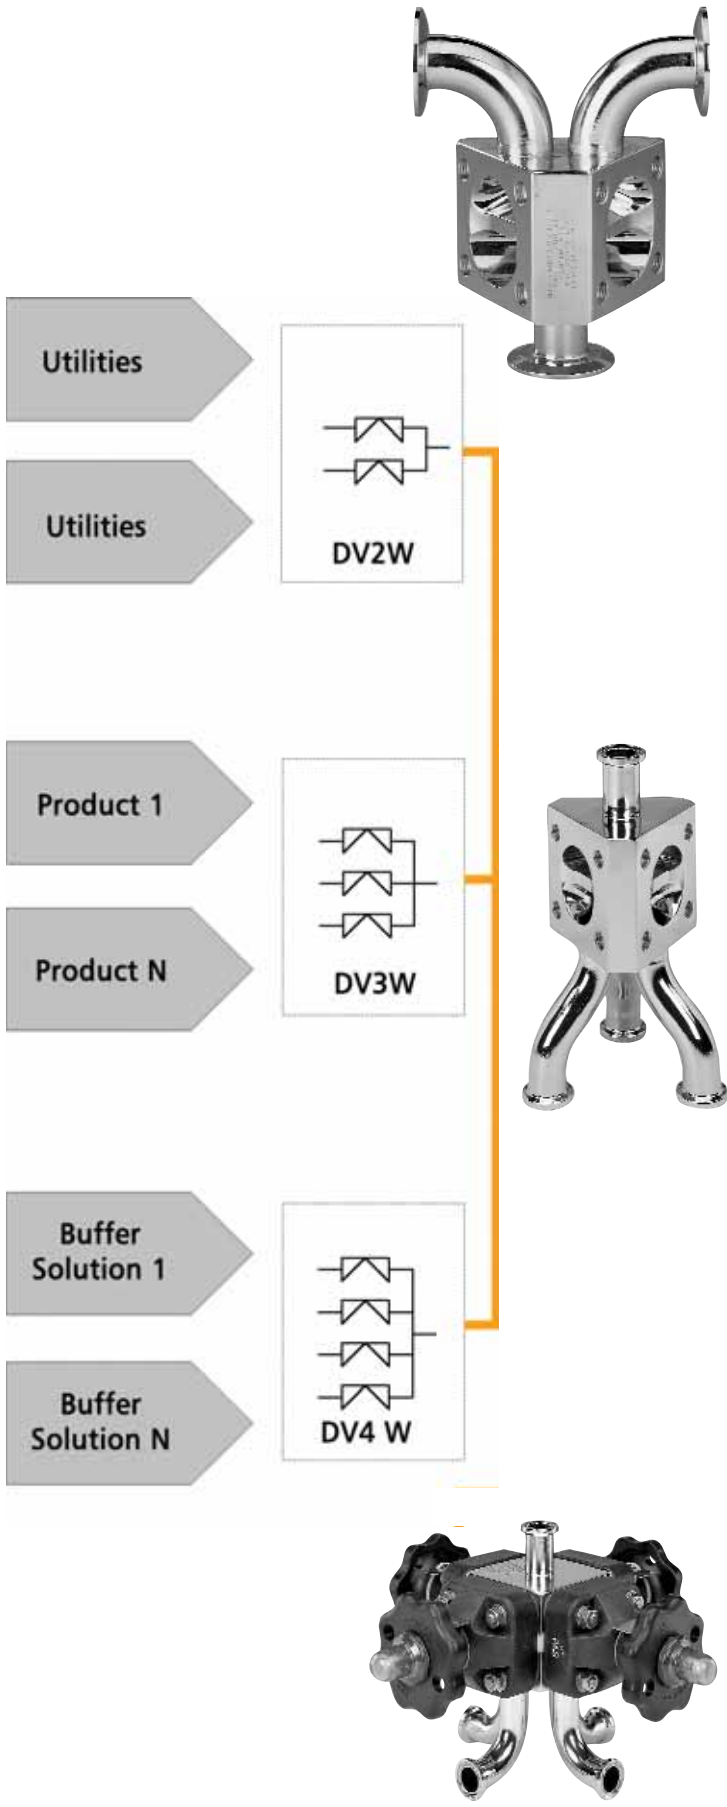 Utilities
Utilities
DV2W
Product 1
Product N
DV3W
Buffer
Solution 1
Buffer
Solution N
DV4 W